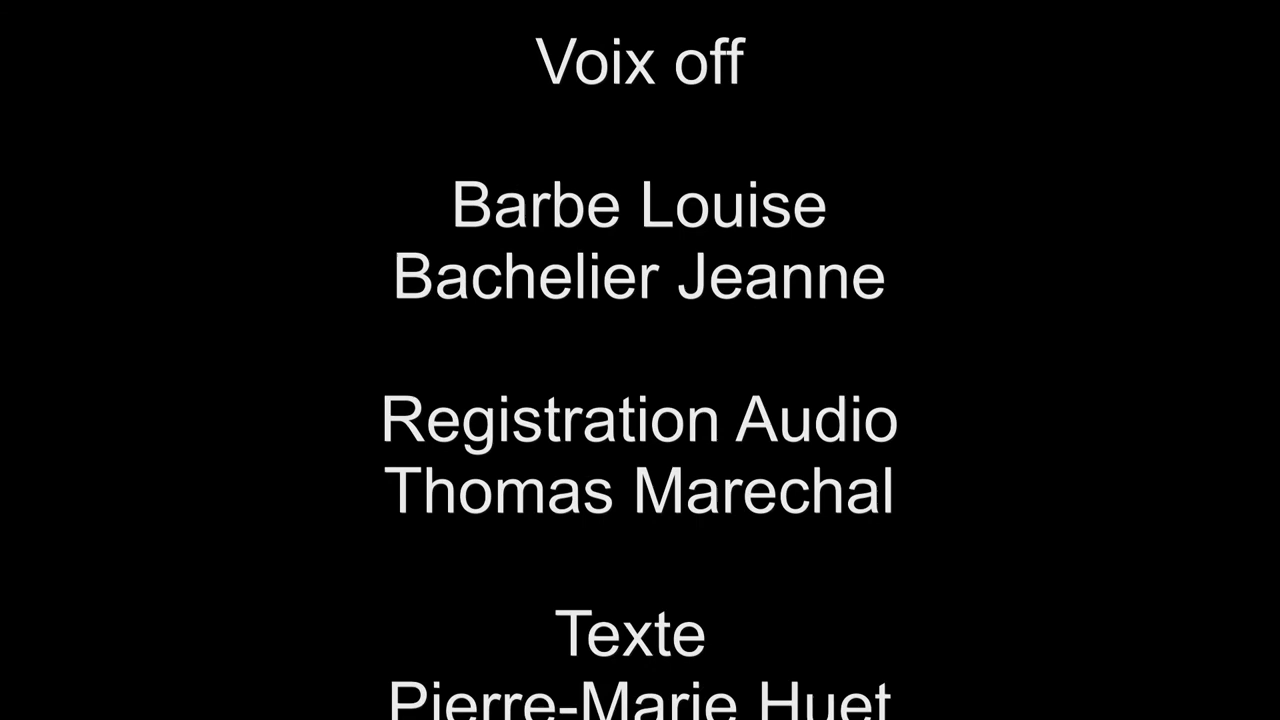 Voix off
Barbe Louise
Bachelier Jeanne
Registration Audio
Thomas Marechal
Texte
Pierre-Marie Huet